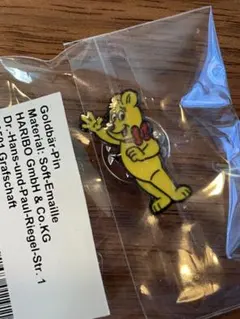 Goldbär-Pin
Material: Soft-Emaille
HARIBO GmbH & Co.KG
Dr.-Hans-und-Paul-Riegel-Str. 1
Grafschaft